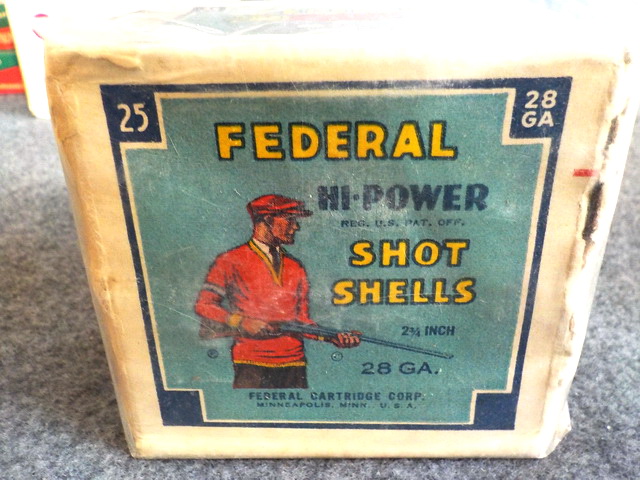 25
28
GA
FEDERAL
HI-POWER
REG. U.S. PAT. OFF.
SHOT
SHELLS
2¾ INCH
® ©
28 GA.
FEDERAL CARTRIDGE CORP.
MINNEAPOLIS, MINN. U.S.A.